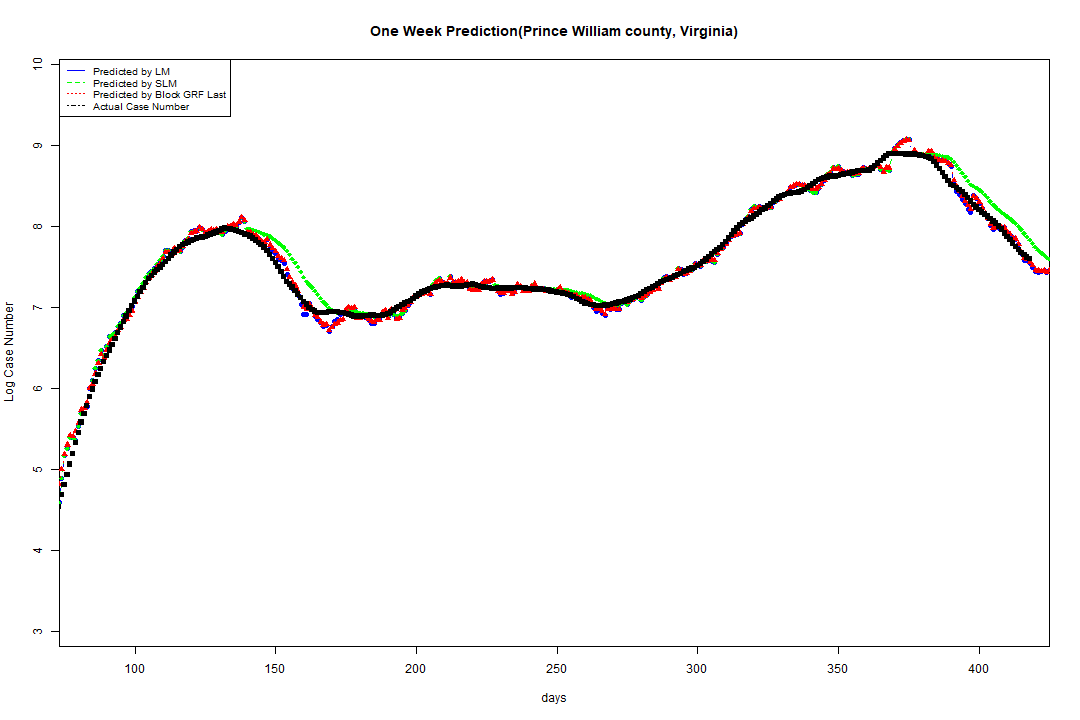 One Week Prediction(Prince William county, Virginia)
Predicted by LM
Predicted by SLM
Predicted by Block GRF Last
Actual Case Number
10
9
8
7
6
5
4
3
Log Case Number
100 150 200 250 300 350 400
days